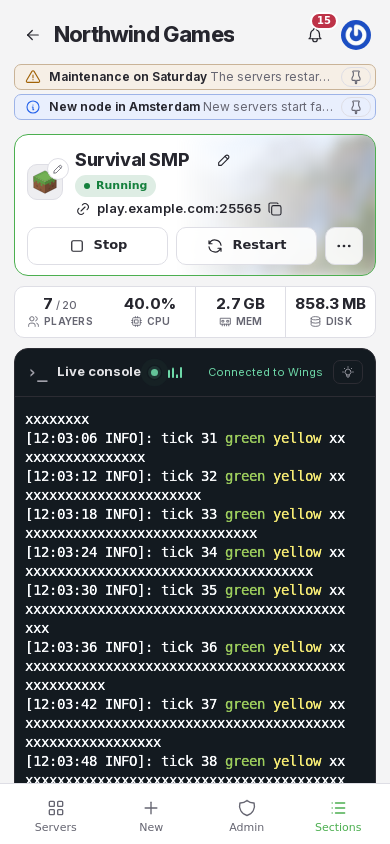 Northwind Games
15
Maintenance on Saturday The servers restar...
New node in Amsterdam New servers start fa...
Survival SMP
Running
play.example.com:25565
Stop
Restart
7 / 20
PLAYERS
40.0%
CPU
2.7 GB
MEM
858.3 MB
DISK
Live console
Connected to Wings
xxxxxxxx
[12:03:06 INFO]: tick 31 green yellow xx
xxxxxxxxxxxxxxx
[12:03:12 INFO]: tick 32 green yellow xx
xxxxxxxxxxxxxxxxxxxxxx
[12:03:18 INFO]: tick 33 green yellow xx
xxxxxxxxxxxxxxxxxxxxxxxxxxxxx
[12:03:24 INFO]: tick 34 green yellow xx
xxxxxxxxxxxxxxxxxxxxxxxxxxxxxxxxxxxx
[12:03:30 INFO]: tick 35 green yellow xx
xxxxxxxxxxxxxxxxxxxxxxxxxxxxxxxxxxxxxxxx
xxx
[12:03:36 INFO]: tick 36 green yellow xx
xxxxxxxxxxxxxxxxxxxxxxxxxxxxxxxxxxxxxxxx
xxxxxxxxxx
[12:03:42 INFO]: tick 37 green yellow xx
xxxxxxxxxxxxxxxxxxxxxxxxxxxxxxxxxxxxxxxx
xxxxxxxxxxxxxxxxx
[12:03:48 INFO]: tick 38 green yellow xx
xxxxxxxxxxxxxxxxxxxxxxxxxxxxxxxxxxxxxxxx
Servers
New
Admin
Sections